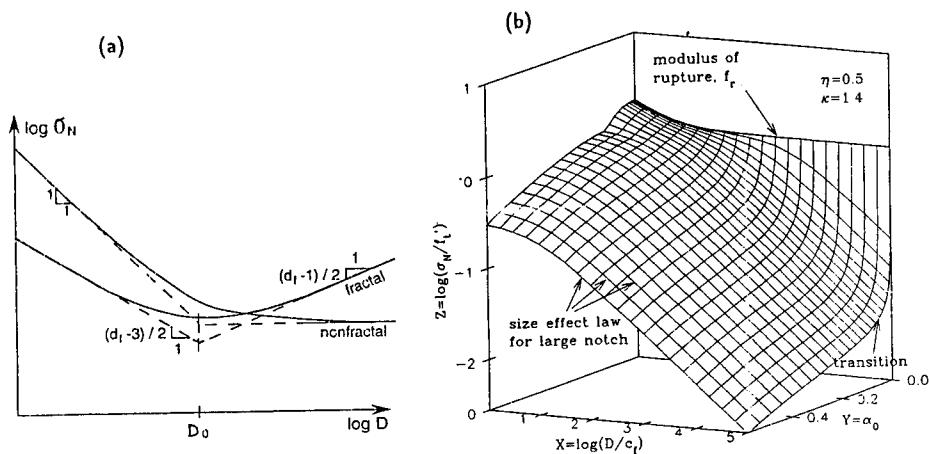 (a)
log σN
1
1
(df-1) / 2
1
fractal
(df-3) / 2
1
nonfractal
Do
log D
(b)
modulus of
rupture, fr
η=0.5
κ=1 4
1
0
-1
-2
0
Z=log(σN/ft')
size effect law
for large notch
transition
0.0
0.2
0.4
Y=α0
0
1
2
3
4
5
X=log(D/cf)